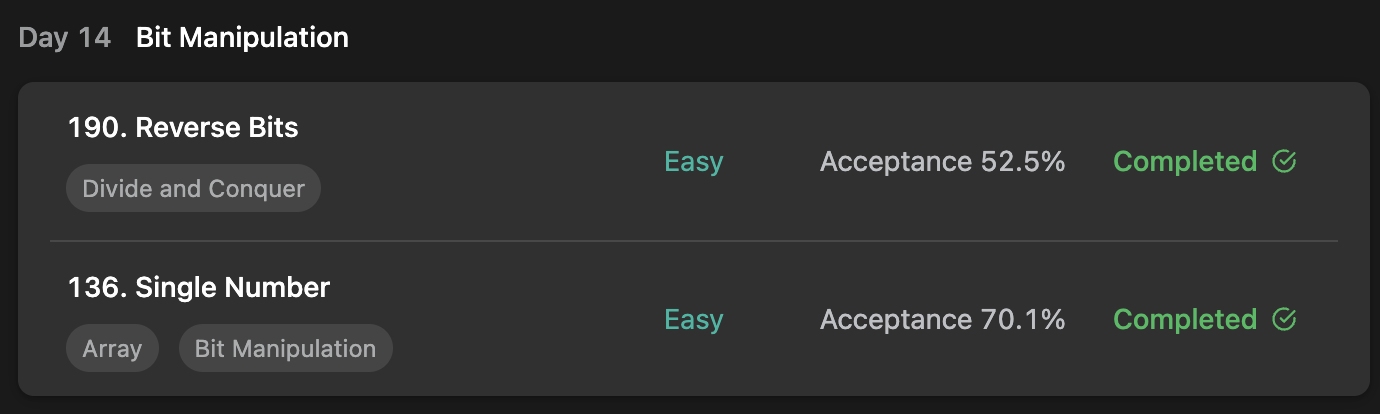 Day 14 Bit Manipulation
190. Reverse Bits
Divide and Conquer
Easy Acceptance 52.5% Completed
136. Single Number
Array Bit Manipulation
Easy Acceptance 70.1% Completed